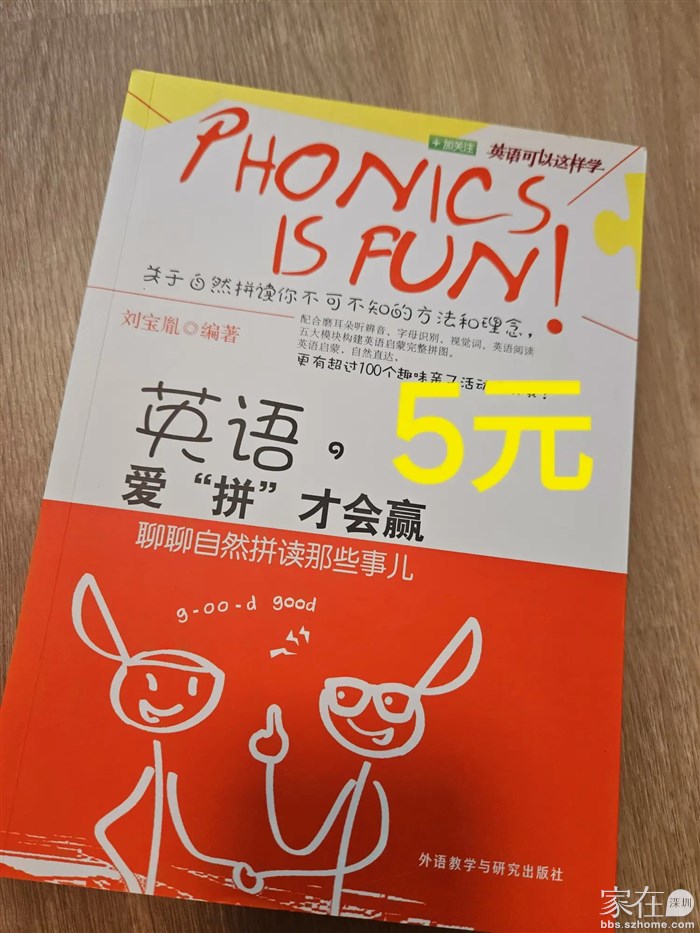 PHONICS
IS FUN!
+加关注
英语可以这样学
关于自然拼读你不可不知的方法和理念,
刘宝胤◎编著
配合磨耳朵听辨音、字母识别、视觉词、英语阅读
五大模块构建英语启蒙完整拼图。
英语启蒙,自然直达。
更有超过100个趣味亲子活动
5元
英语,
爱“拼”才会赢
聊聊自然拼读那些事儿
g-oo-d good
外语教学与研究出版社
家在深圳
bbs.szhome.com